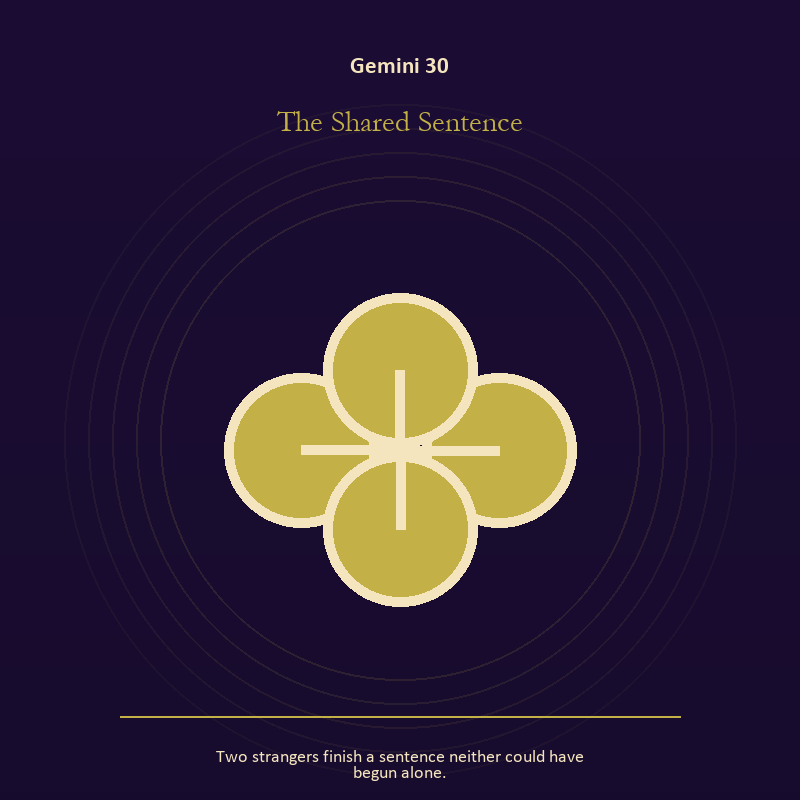 Gemini 30
The Shared Sentence
Two strangers finish a sentence neither could have
begun alone.